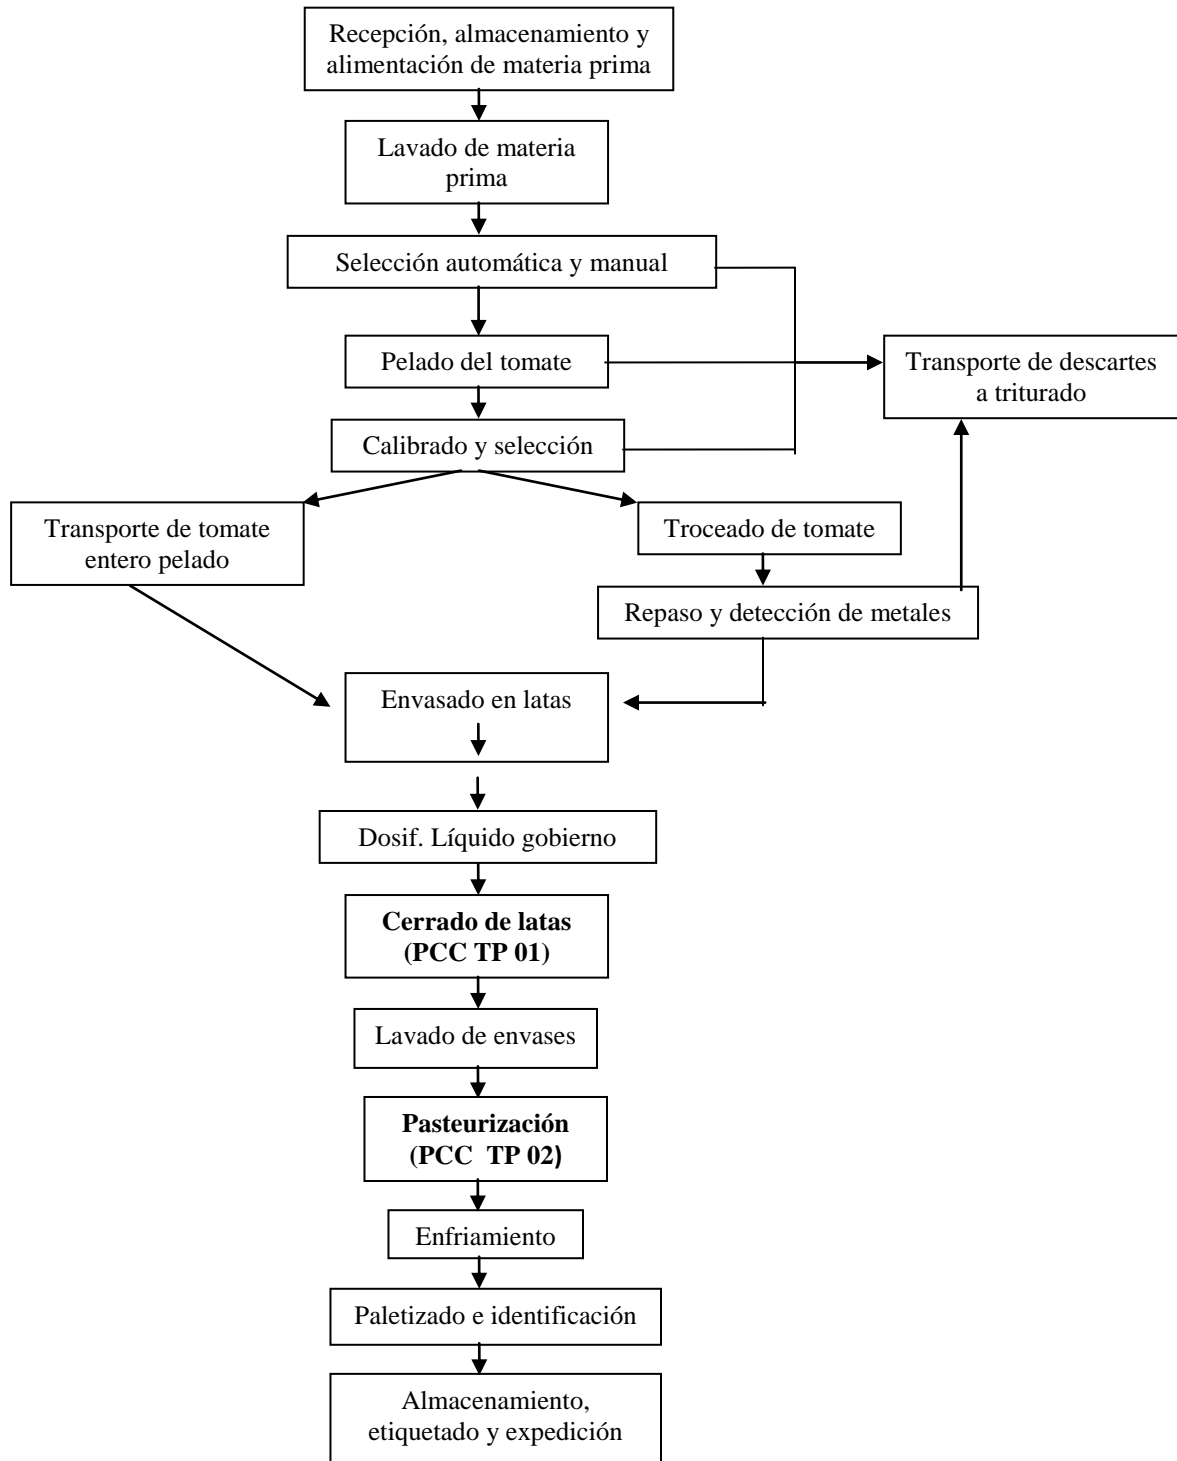 Recepción, almacenamiento y
alimentación de materia prima
Lavado de materia
prima
Selección automática y manual
Pelado del tomate
Transporte de descartes
a triturado
Calibrado y selección
Transporte de tomate
entero pelado
Troceado de tomate
Repaso y detección de metales
Envasado en latas
Dosif. Líquido gobierno
Cerrado de latas
(PCC TP 01)
Lavado de envases
Pasteurización
(PCC  TP 02)
Enfriamiento
Paletizado e identificación
Almacenamiento,
etiquetado y expedición